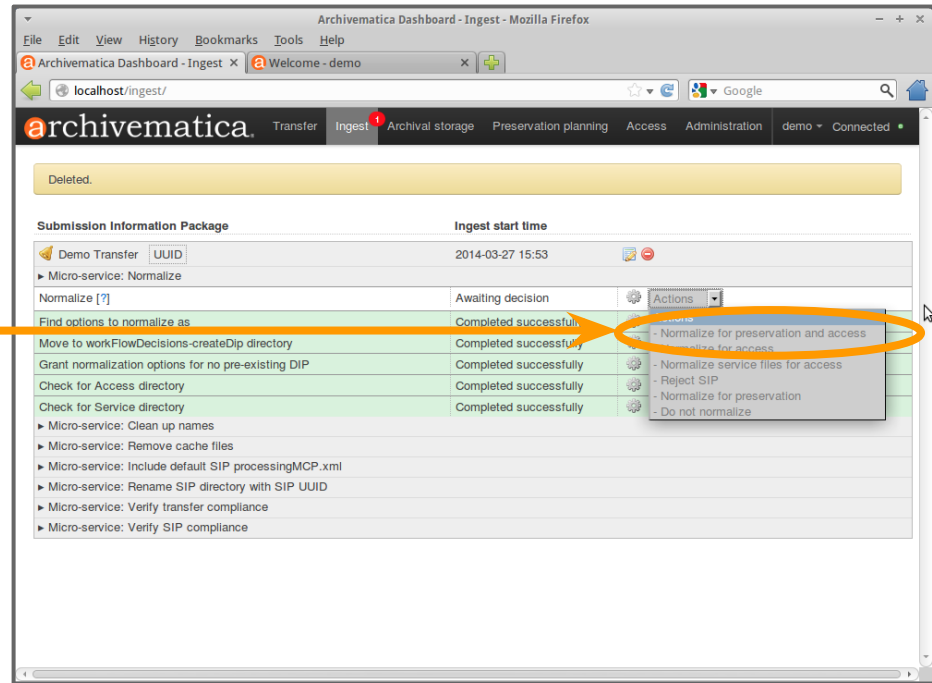 Archivematica Dashboard - Ingest - Mozilla Firefox
File Edit View History Bookmarks Tools Help
Archivematica Dashboard - Ingest Welcome - demo
localhost/ingest/ Google
archivematica. Transfer Ingest 1 Archival storage Preservation planning Access Administration demo Connected
Deleted.
Submission Information Package Ingest start time
Demo Transfer UUID 2014-03-27 15:53
Micro-service: Normalize
Normalize [?] Awaiting decision Actions
Find options to normalize as Completed successfully
- Normalize for preservation and access
Move to workFlowDecisions-createDip directory Completed successfully - Normalize for access
Grant normalization options for no pre-existing DIP Completed successfully - Normalize service files for access
Check for Access directory Completed successfully - Reject SIP
- Normalize for preservation
Check for Service directory Completed successfully - Do not normalize
Micro-service: Clean up names
Micro-service: Remove cache files
Micro-service: Include default SIP processingMCP.xml
Micro-service: Rename SIP directory with SIP UUID
Micro-service: Verify transfer compliance
Micro-service: Verify SIP compliance